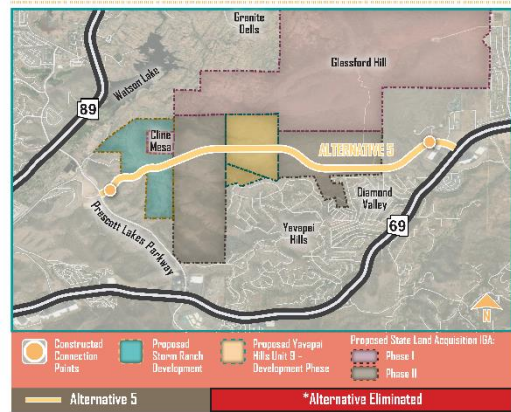 Granite
Dells
Glassford Hill
Watson Lake
89
Cline
Mesa
ALTERNATIVE 5
Diamond
Valley
Prescott Lakes Parkway
Yavapai
Hills
69
N
Constructed
Connection
Points
Proposed
Storm Ranch
Development
Proposed Yavapai
Hills Unit 9 –
Development Phase
Proposed State Land Acquisition IGA:
Phase I
Phase II
Alternative 5
*Alternative Eliminated